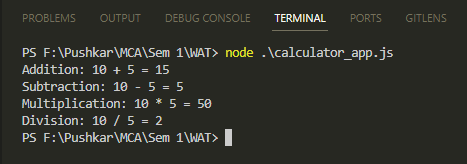 PROBLEMS OUTPUT DEBUG CONSOLE TERMINAL PORTS GITLENS
PS F:\Pushkar\MCA\Sem 1\WAT> node .\calculator_app.js
Addition: 10 + 5 = 15
Subtraction: 10 - 5 = 5
Multiplication: 10 * 5 = 50
Division: 10 / 5 = 2
PS F:\Pushkar\MCA\Sem 1\WAT>